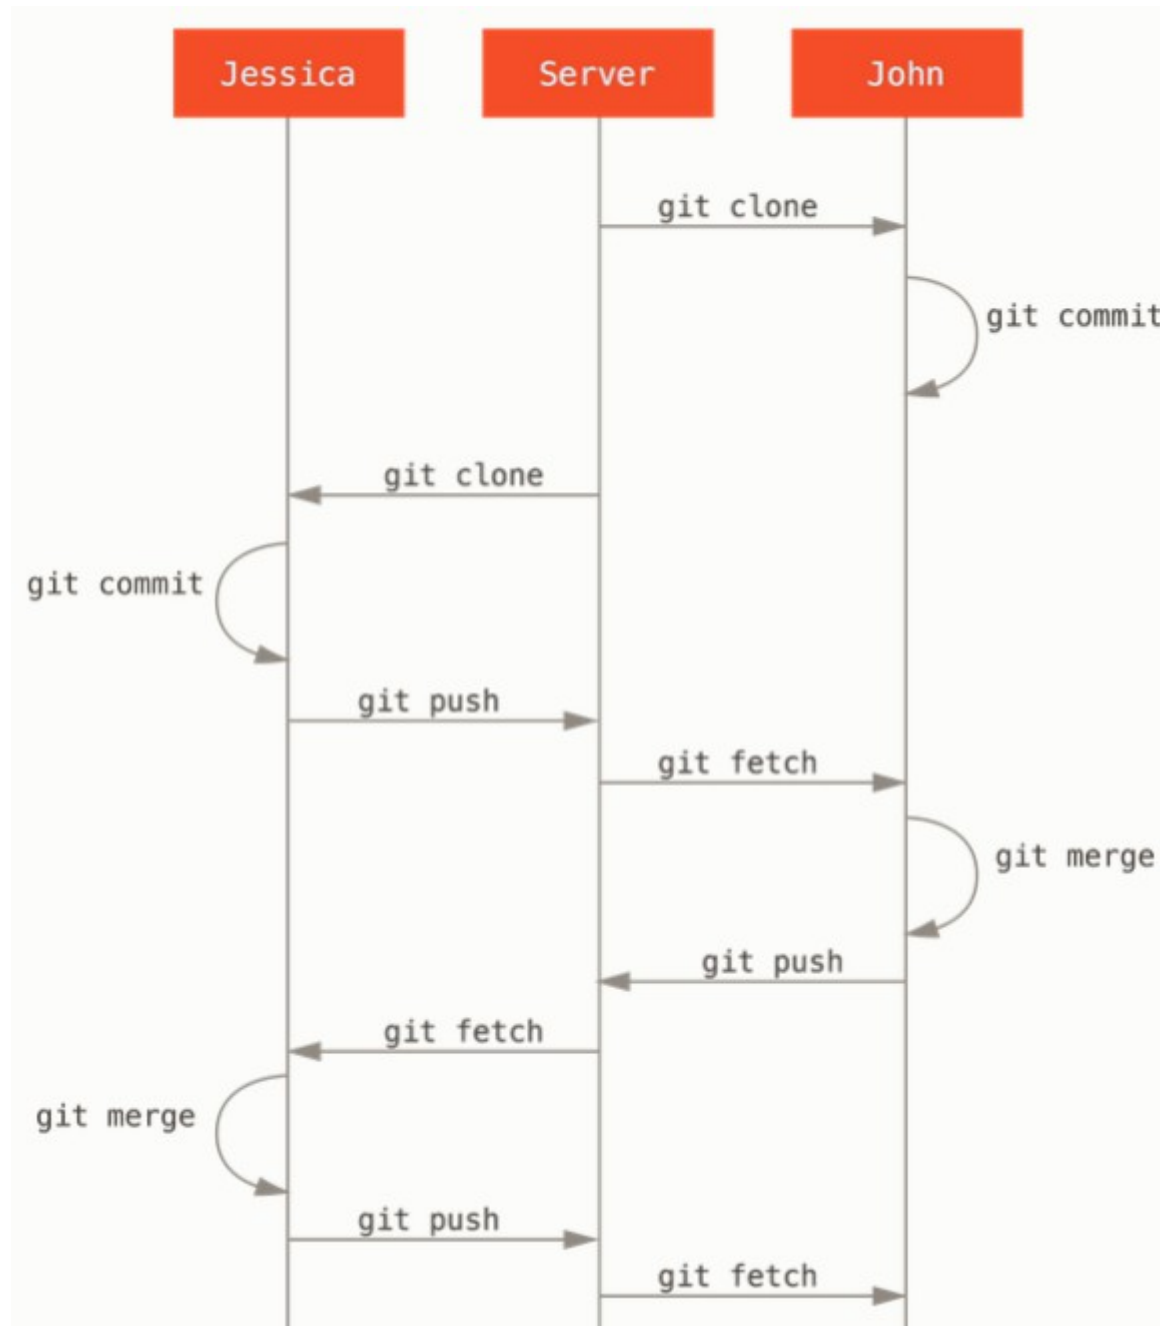 Jessica
Server
John
git clone
git commit
git clone
git commit
git push
git fetch
git merge
git push
git fetch
git merge
git push
git fetch